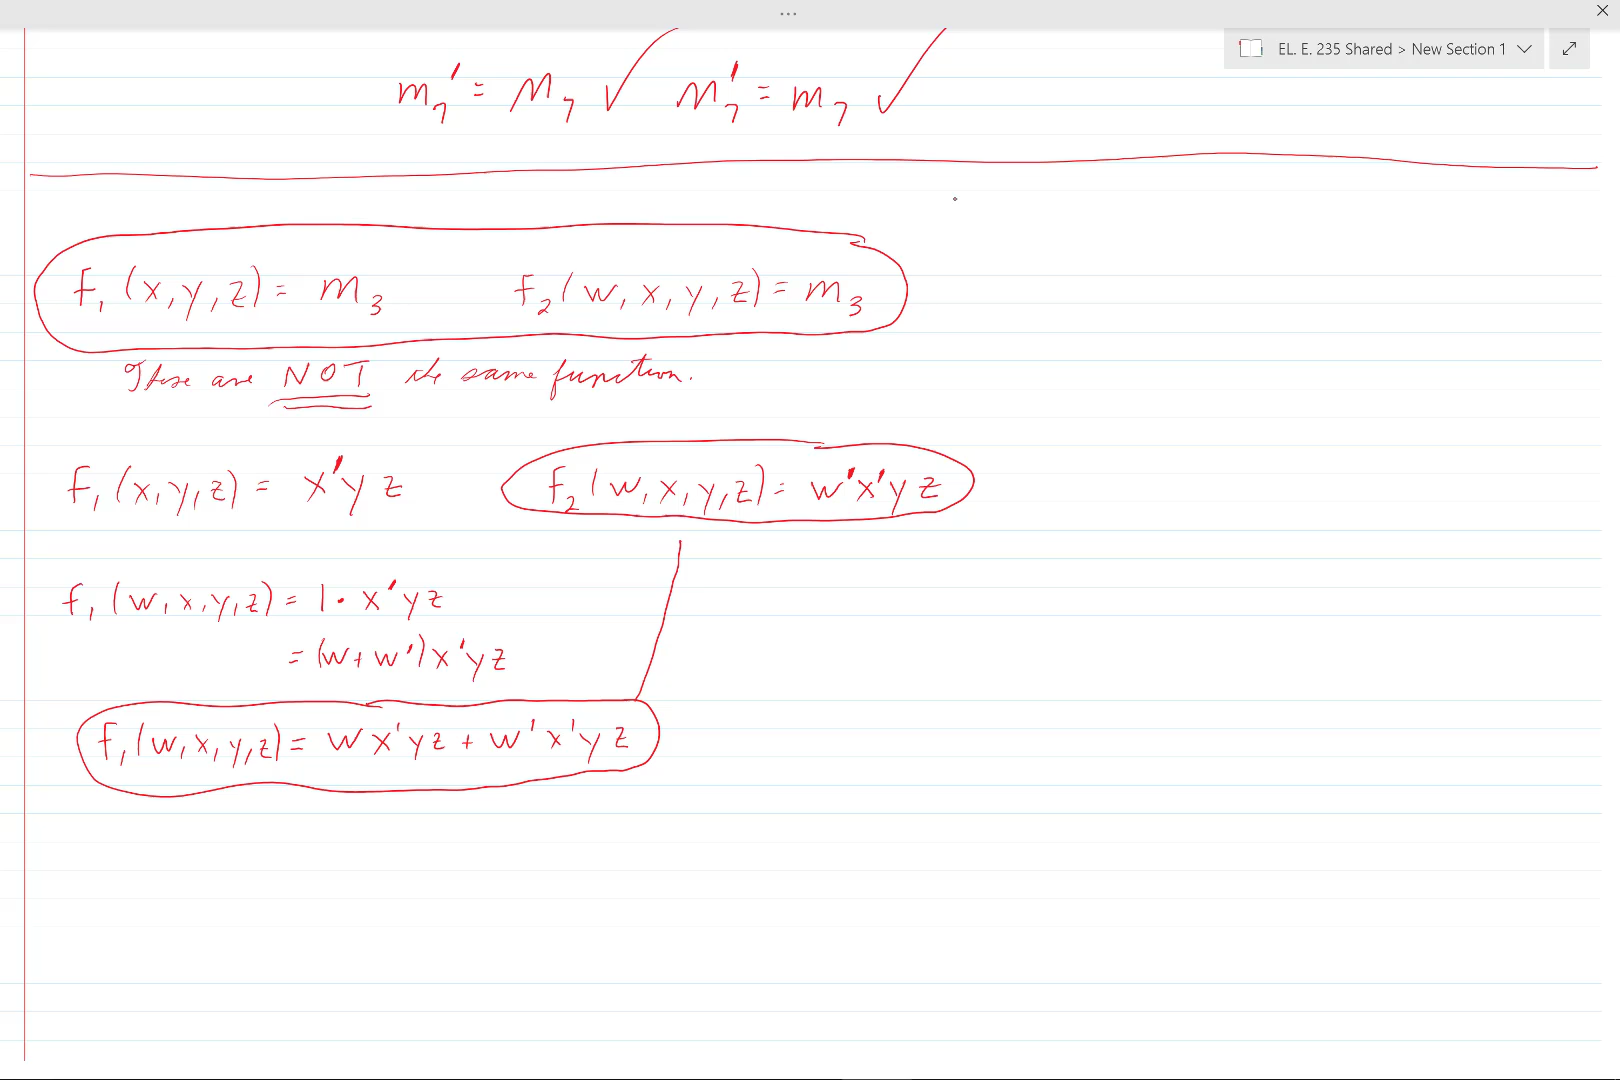 EL. E. 235 Shared > New Section 1
m₇' = M₇ ✓ M₇' = m₇ ✓
f₁(x,y,z) = m₃ f₂(w,x,y,z) = m₃
These are NOT the same function.
f₁(x,y,z) = x'yz f₂(w,x,y,z) = w'x'yz
f₁(w,x,y,z) = 1 · x'yz
= (w+w')x'yz
f₁(w,x,y,z) = wx'yz + w'x'yz